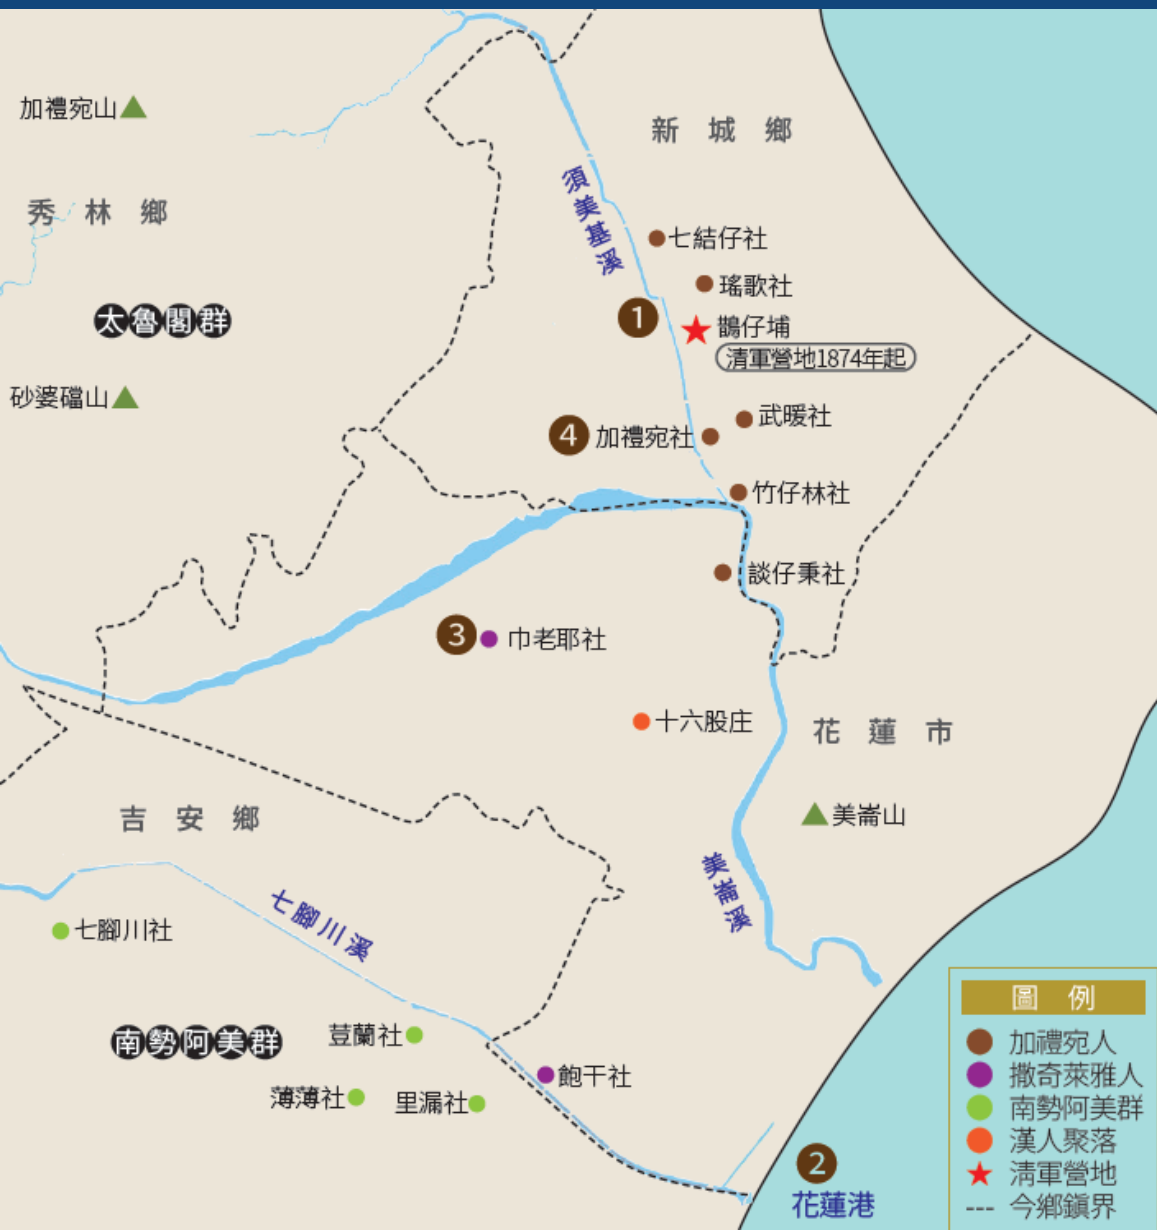 加禮宛山
新城鄉
須美基溪
秀林鄉
七結仔社
瑤歌社
太魯閣群
1
鵲仔埔
清軍營地1874年起
砂婆礑山
武暖社
4
加禮宛社
竹仔林社
談仔秉社
3
巾老耶社
十六股庄
花蓮市
吉安鄉
美崙山
美崙溪
七腳川溪
七腳川社
南勢阿美群
荳蘭社
飽干社
薄薄社
里漏社
2
花蓮港
圖例
加禮宛人
撒奇萊雅人
南勢阿美群
漢人聚落
清軍營地
今鄉鎮界